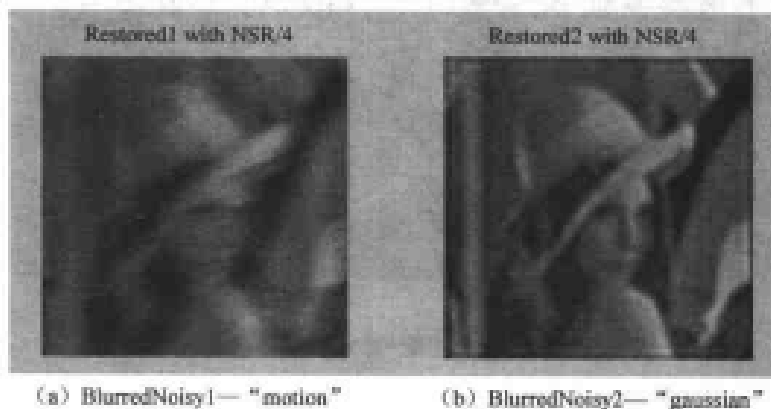 Restored1 with NSR/4
Restored2 with NSR/4
(a) BlurredNoisy1—“motion”
(b) BlurredNoisy2—“gaussian”